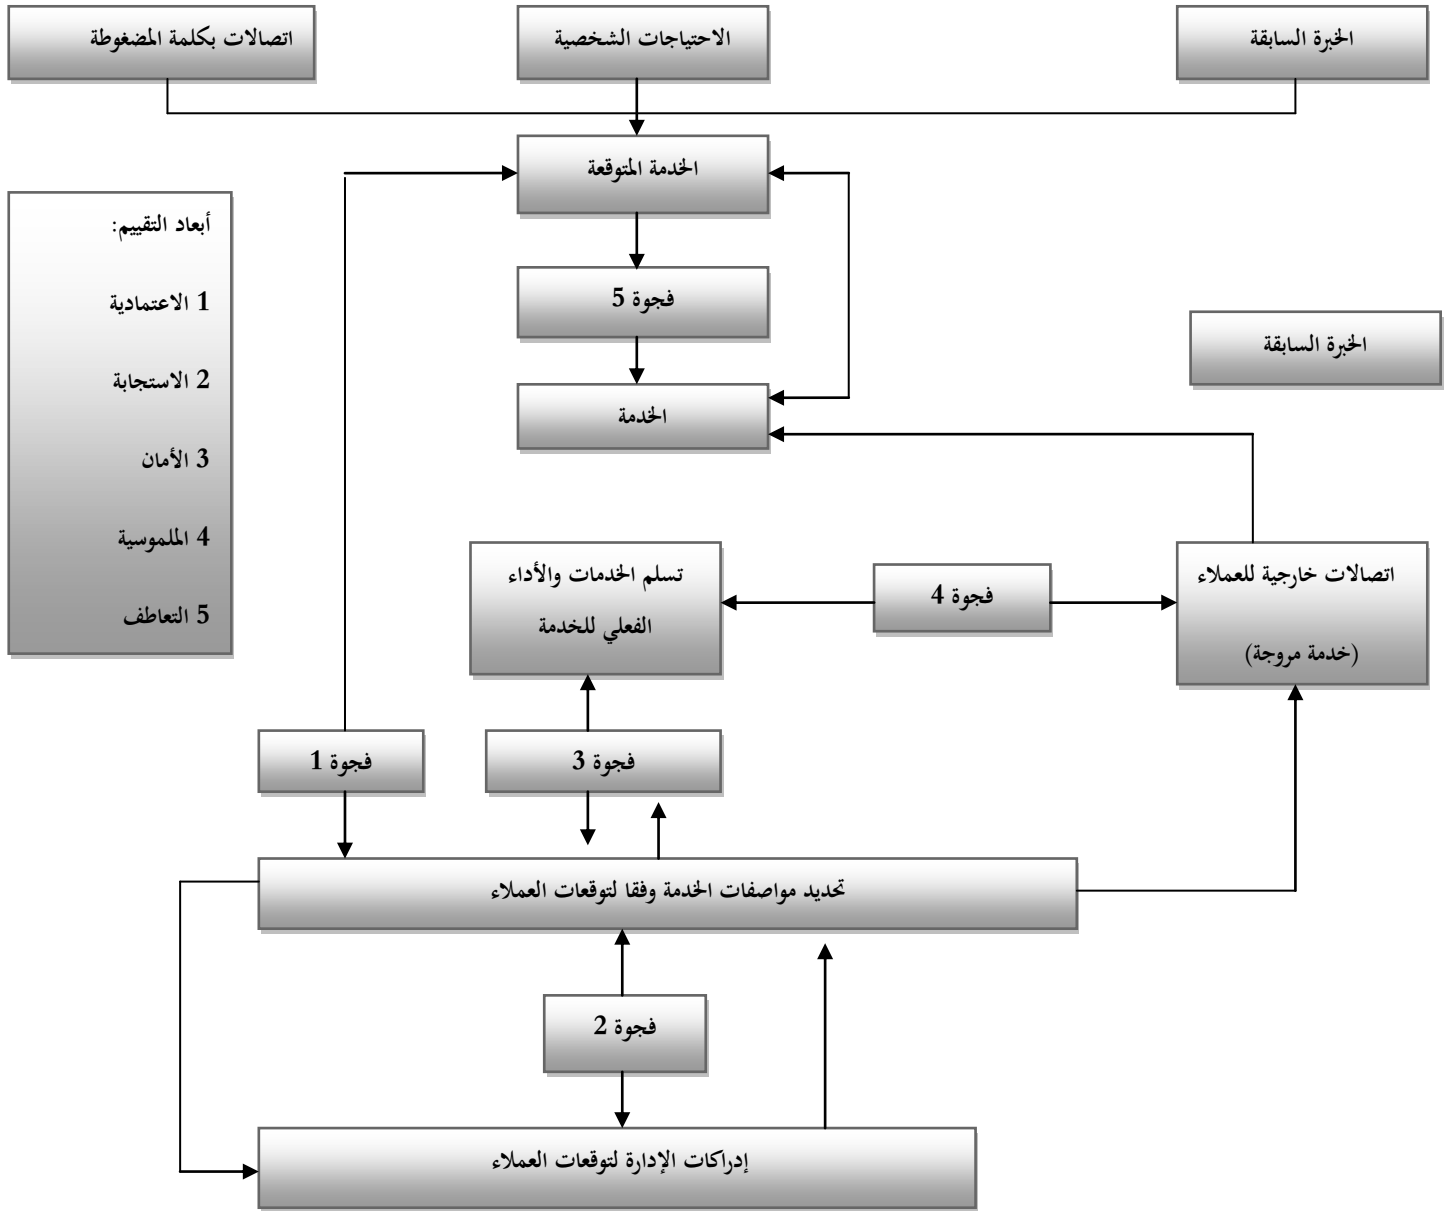 الخبرة السابقة
الاحتياجات الشخصية
اتصالات بكلمة المضغوطة
الخدمة المتوقعة
أبعاد التقييم:
1 الاعتمادية
2 الاستجابة
3 الأمان
4 الملموسية
5 التعاطف
فجوة 5
الخبرة السابقة
الخدمة
اتصالات خارجية للعملاء
(خدمة مروجة)
فجوة 4
تسلم الخدمات والأداء
الفعلي للخدمة
فجوة 3
فجوة 1
تحديد مواصفات الخدمة وفقا لتوقعات العملاء
فجوة 2
إدراكات الإدارة لتوقعات العملاء